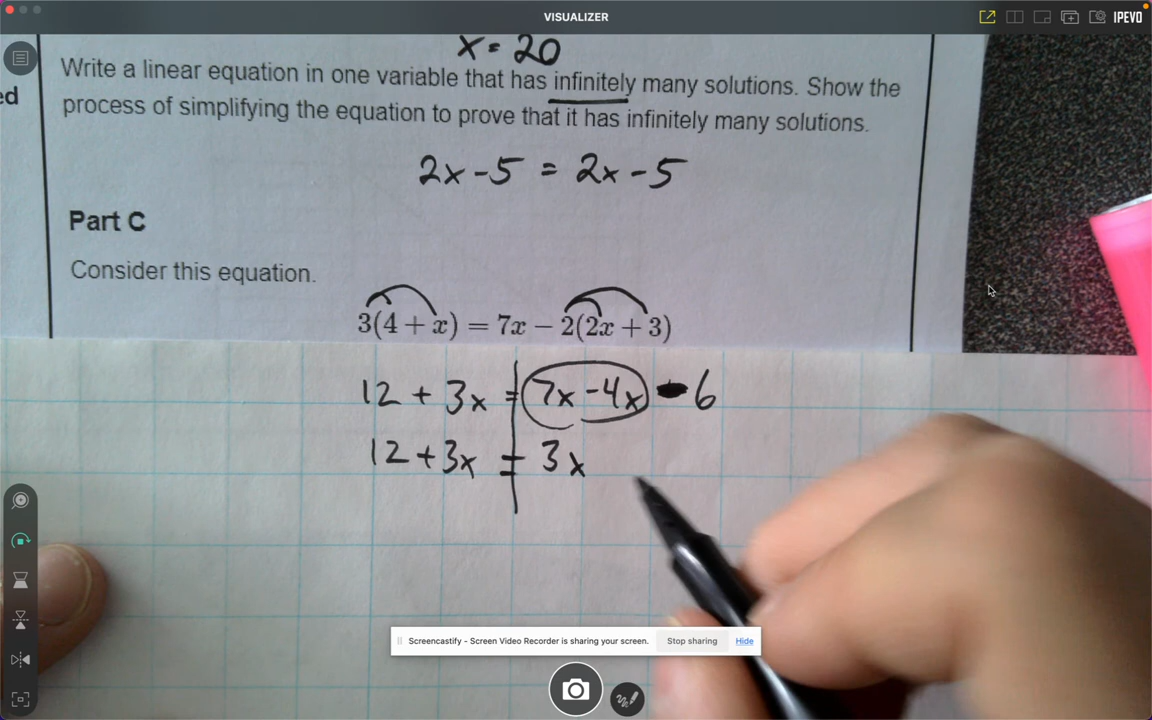 VISUALIZER
IPEVO
x = 20
ed
Write a linear equation in one variable that has infinitely many solutions. Show the
process of simplifying the equation to prove that it has infinitely many solutions.
2x - 5 = 2x - 5
Part C
Consider this equation.
3(4 + x) = 7x − 2(2x + 3)
12 + 3x = 7x - 4x - 6
12 + 3x = 3x
Screencastify - Screen Video Recorder is sharing your screen. Stop sharing Hide